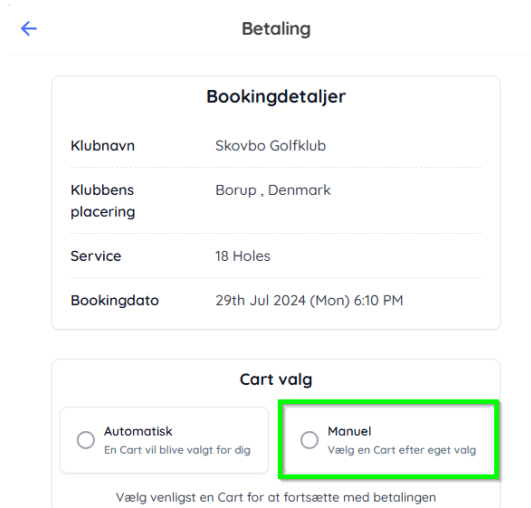 Betaling
Bookingdetaljer
Klubnavn Skovbo Golfklub
Klubbens placering Borup , Denmark
Service 18 Holes
Bookingdato 29th Jul 2024 (Mon) 6:10 PM
Cart valg
Automatisk
En Cart vil blive valgt for dig
Manuel
Vælg en Cart efter eget valg
Vælg venligst en Cart for at fortsætte med betalingen